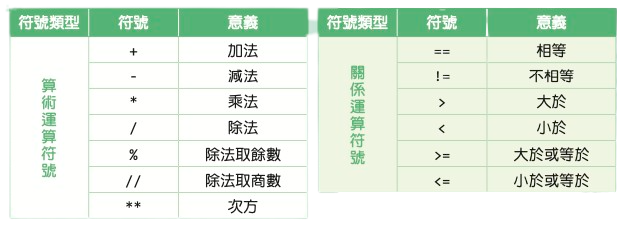 符號類型 符號 意義
算術運算符號
+ 加法
- 減法
* 乘法
/ 除法
% 除法取餘數
// 除法取商數
** 次方
符號類型 符號 意義
關係運算符號
== 相等
!= 不相等
> 大於
< 小於
>= 大於或等於
<= 小於或等於